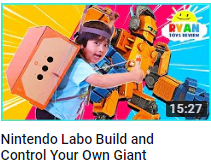 RYAN
TOYS REVIEW
15:27
Nintendo Labo Build and
Control Your Own Giant